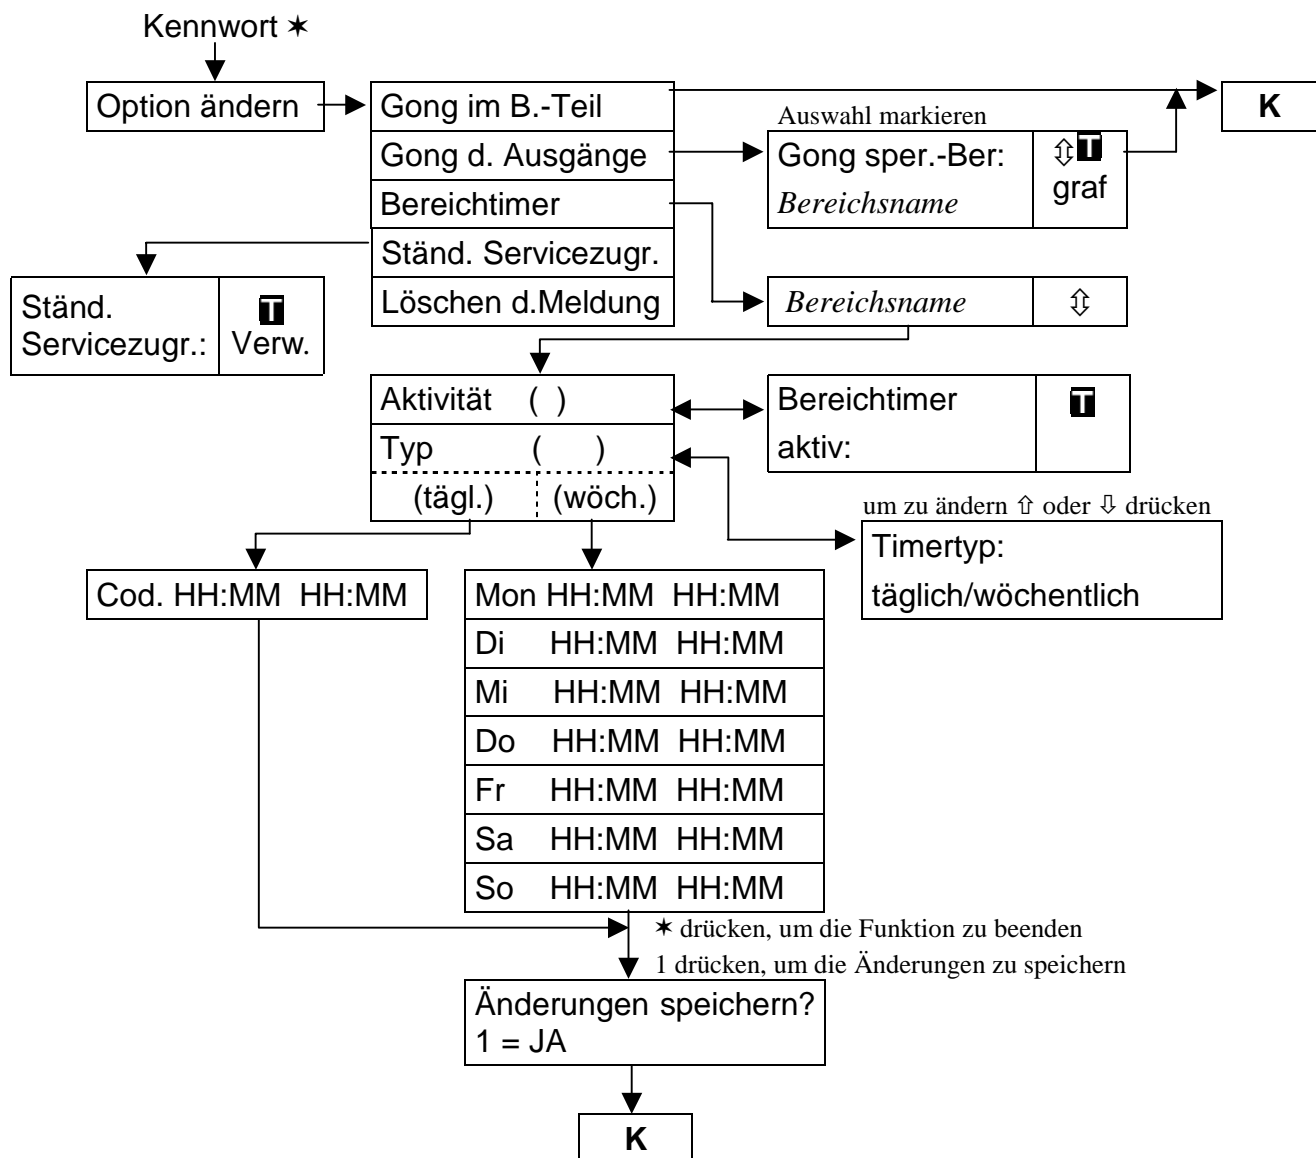 Kennwort ✶
Option ändern
Gong im B.-Teil
Gong d. Ausgänge
Bereichtimer
Ständ. Servicezugr.
Löschen d.Meldung
K
Auswahl markieren
Gong sper.-Ber:
Bereichsname
⇳ T
graf
Ständ.
Servicezugr.:
T
Verw.
Bereichsname ⇳
Aktivität ( )
Typ ( )
(tägl.) (wöch.)
Bereichtimer
aktiv:
T
um zu ändern ⇧ oder ⇩ drücken
Timertyp:
täglich/wöchentlich
Cod. HH:MM HH:MM
Mon HH:MM HH:MM
Di HH:MM HH:MM
Mi HH:MM HH:MM
Do HH:MM HH:MM
Fr HH:MM HH:MM
Sa HH:MM HH:MM
So HH:MM HH:MM
✶ drücken, um die Funktion zu beenden
1 drücken, um die Änderungen zu speichern
Änderungen speichern?
1 = JA
K